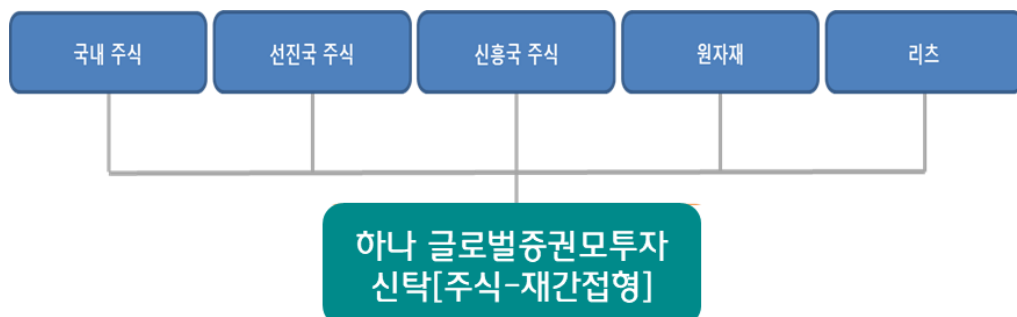 국내 주식
선진국 주식
신흥국 주식
원자재
리츠
하나 글로벌증권모투자
신탁[주식-재간접형]